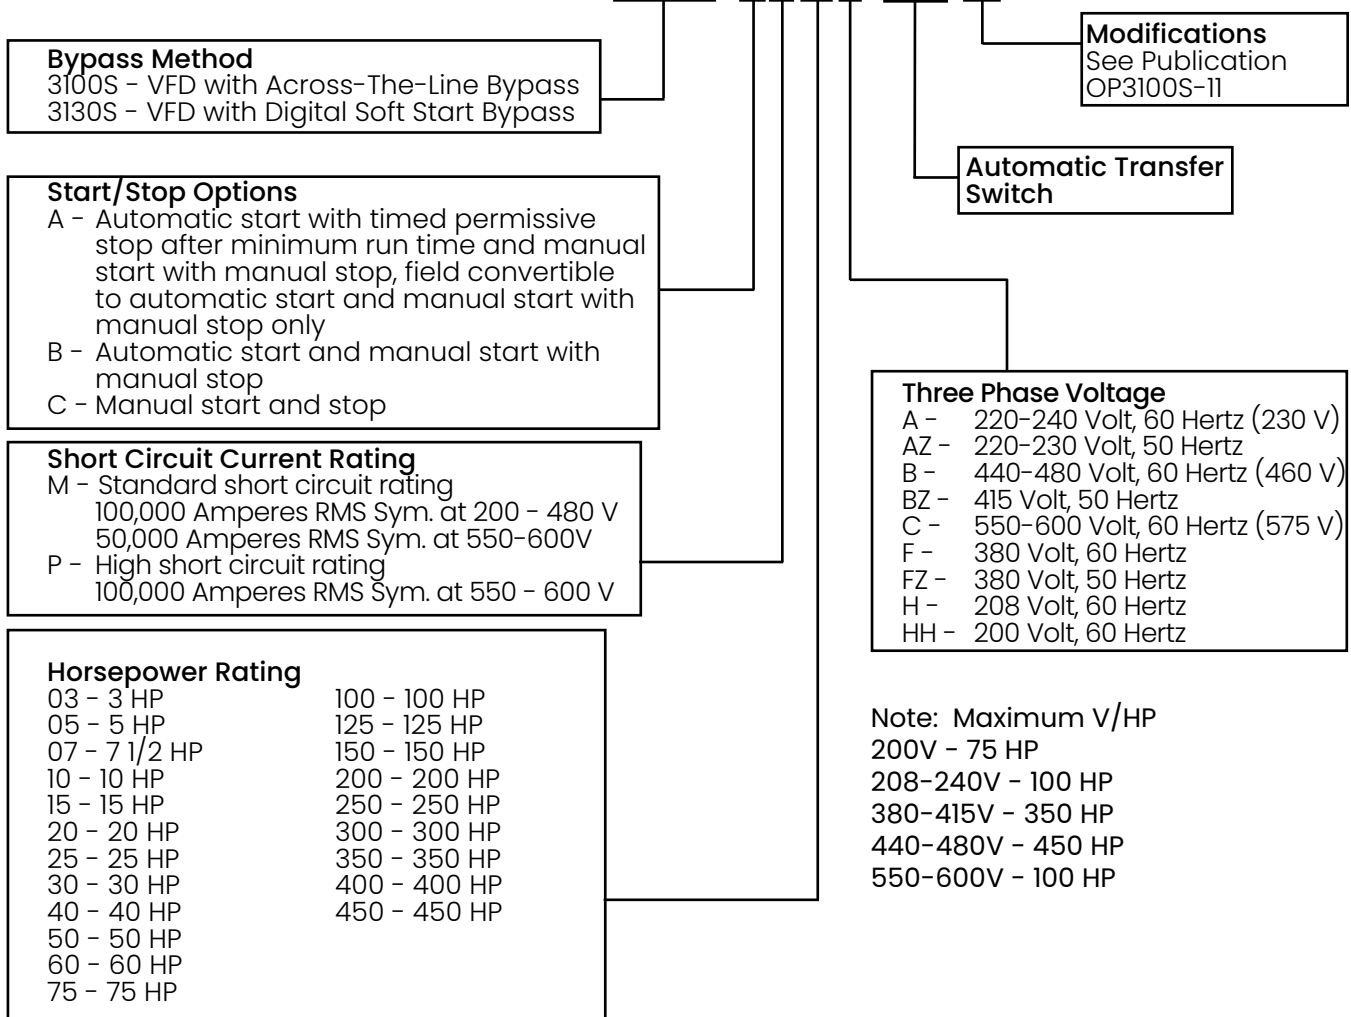 Bypass Method
3100S - VFD with Across-The-Line Bypass
3130S - VFD with Digital Soft Start Bypass
Modifications
See Publication
OP3100S-11
Automatic Transfer
Switch
Start/Stop Options
A - Automatic start with timed permissive
stop after minimum run time and manual
start with manual stop, field convertible
to automatic start and manual start with
manual stop only
B - Automatic start and manual start with
manual stop
C - Manual start and stop
Short Circuit Current Rating
M - Standard short circuit rating
100,000 Amperes RMS Sym. at 200 - 480 V
50,000 Amperes RMS Sym. at 550-600V
P - High short circuit rating
100,000 Amperes RMS Sym. at 550 - 600 V
Three Phase Voltage
A - 220-240 Volt, 60 Hertz (230 V)
AZ - 220-230 Volt, 50 Hertz
B - 440-480 Volt, 60 Hertz (460 V)
BZ - 415 Volt, 50 Hertz
C - 550-600 Volt, 60 Hertz (575 V)
F - 380 Volt, 60 Hertz
FZ - 380 Volt, 50 Hertz
H - 208 Volt, 60 Hertz
HH - 200 Volt, 60 Hertz
Horsepower Rating
03 - 3 HP
05 - 5 HP
07 - 7 1/2 HP
10 - 10 HP
15 - 15 HP
20 - 20 HP
25 - 25 HP
30 - 30 HP
40 - 40 HP
50 - 50 HP
60 - 60 HP
75 - 75 HP
100 - 100 HP
125 - 125 HP
150 - 150 HP
200 - 200 HP
250 - 250 HP
300 - 300 HP
350 - 350 HP
400 - 400 HP
450 - 450 HP
Note: Maximum V/HP
200V - 75 HP
208-240V - 100 HP
380-415V - 350 HP
440-480V - 450 HP
550-600V - 100 HP